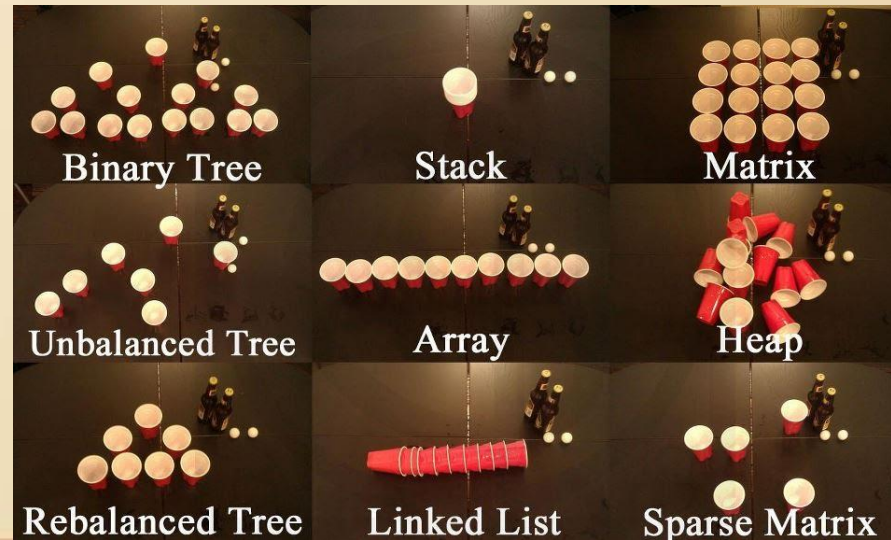 Binary Tree
Stack
Matrix
Unbalanced Tree
Array
Heap
Rebalanced Tree
Linked List
Sparse Matrix